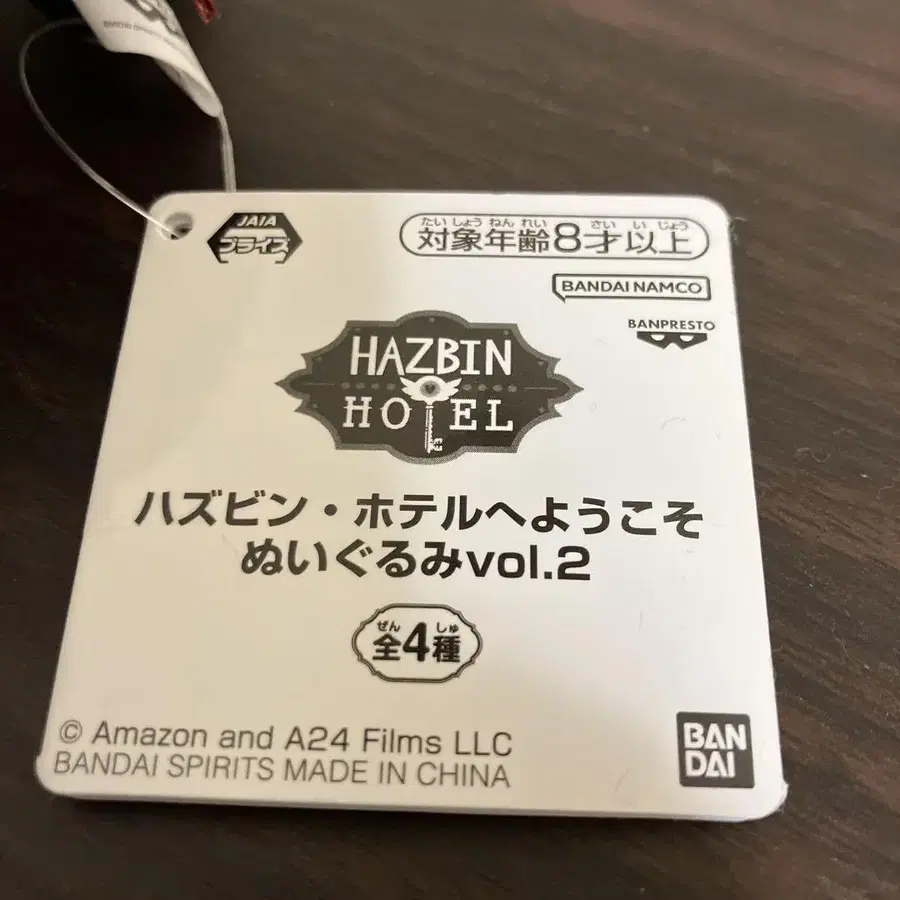 JAIA
プライズ
たいしょうねんれい さいいじょう
対象年齢8才以上
BANDAI NAMCO
BANPRESTO
HAZBIN
HOTEL
ハズビン・ホテルへようこそ
ぬいぐるみvol.2
ぜん しゅ
全4種
© Amazon and A24 Films LLC
BANDAI SPIRITS MADE IN CHINA
BAN
DAI